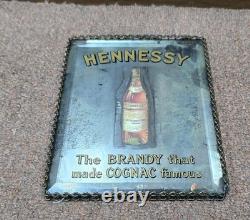 HENNESSY
The BRANDY that
made COGNAC famous